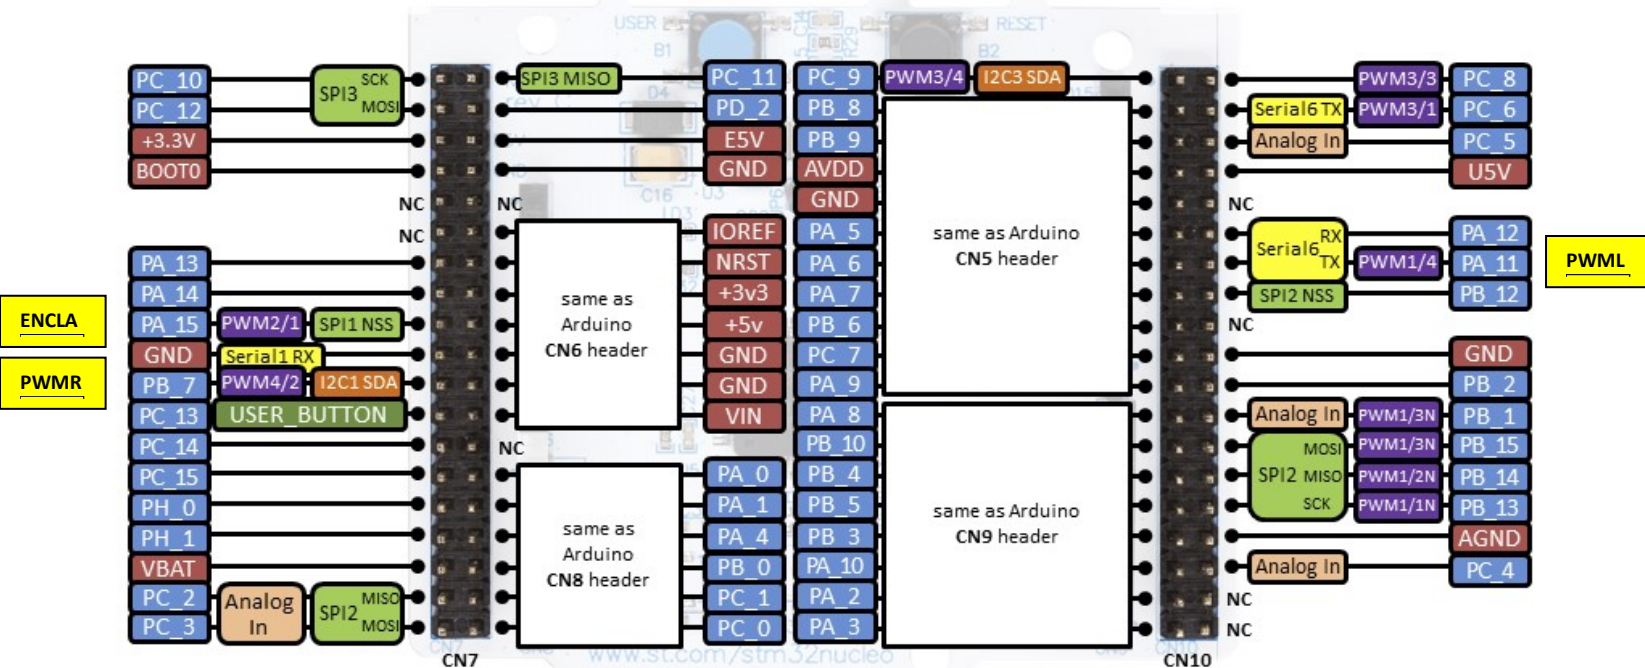 USER
RESET
B1
B2
C14
R29
PC_10
SCK
SPI3
PC_12
MOSI
+3.3V
BOOT0
NC
NC
PA_13
PA_14
ENCLA
PA_15
PWM2/1
SPI1 NSS
GND
Serial1 RX
PWMR
PB_7
PWM4/2
I2C1 SDA
PC_13
USER_BUTTON
PC_14
PC_15
PH_0
PH_1
VBAT
PC_2
Analog
In
SPI2
MISO
PC_3
MOSI
CN7
CN7
SPI3 MISO
PC_11
PD_2
E5V
GND
rev C
D4
C16
U3
NC
same as
Arduino
CN6 header
IOREF
NRST
+3v3
+5v
GND
GND
VIN
NC
same as
Arduino
CN8 header
PA_0
PA_1
PA_4
PB_0
PC_1
PC_0
PC_9
PWM3/4
I2C3 SDA
PB_8
PB_9
AVDD
GND
PA_5
PA_6
PA_7
PB_6
PC_7
PA_9
same as Arduino
CN5 header
PA_8
PB_10
PB_4
PB_5
PB_3
PA_10
PA_2
PA_3
same as Arduino
CN9 header
PWM3/3
PC_8
Serial6 TX
PWM3/1
PC_6
Analog In
PC_5
U5V
NC
Serial6
RX
PA_12
TX
PWM1/4
PA_11
PWML
SPI2 NSS
PB_12
NC
GND
PB_2
Analog In
PWM1/3N
PB_1
SPI2
MOSI
PWM1/3N
PB_15
MISO
PWM1/2N
PB_14
SCK
PWM1/1N
PB_13
AGND
Analog In
PC_4
NC
NC
CN10
CN10
www.st.com/stm32nucleo